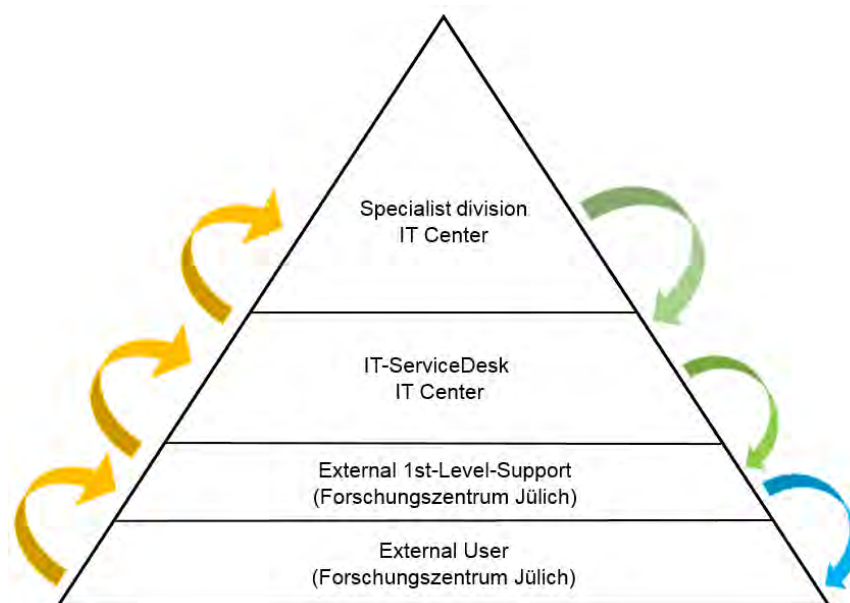 Specialist division
IT Center
IT-ServiceDesk
IT Center
External 1st-Level-Support
(Forschungszentrum Jülich)
External User
(Forschungszentrum Jülich)